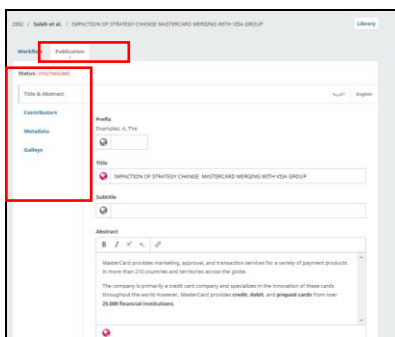 2362 / Saleh et al. / IMPACTION OF STRATEGY CHANGE MASTERCARD MERGING WITH VISA GROUP
Library
Workflow Publication
Status: Unscheduled
Title & Abstract
العربية English
Contributors
Metadata
Galleys
Prefix
Examples: A, The
Title
IMPACTION OF STRATEGY CHANGE MASTERCARD MERGING WITH VISA GROUP
Subtitle
Abstract
B I x² x₂
MasterCard provides marketing, approval, and transaction services for a variety of payment products
in more than 210 countries and territories across the globe.
The company is primarily a credit card company and specializes in the innovation of these cards
throughout the world However, MasterCard provides credit, debit, and prepaid cards from over
25,000 financial institutions.